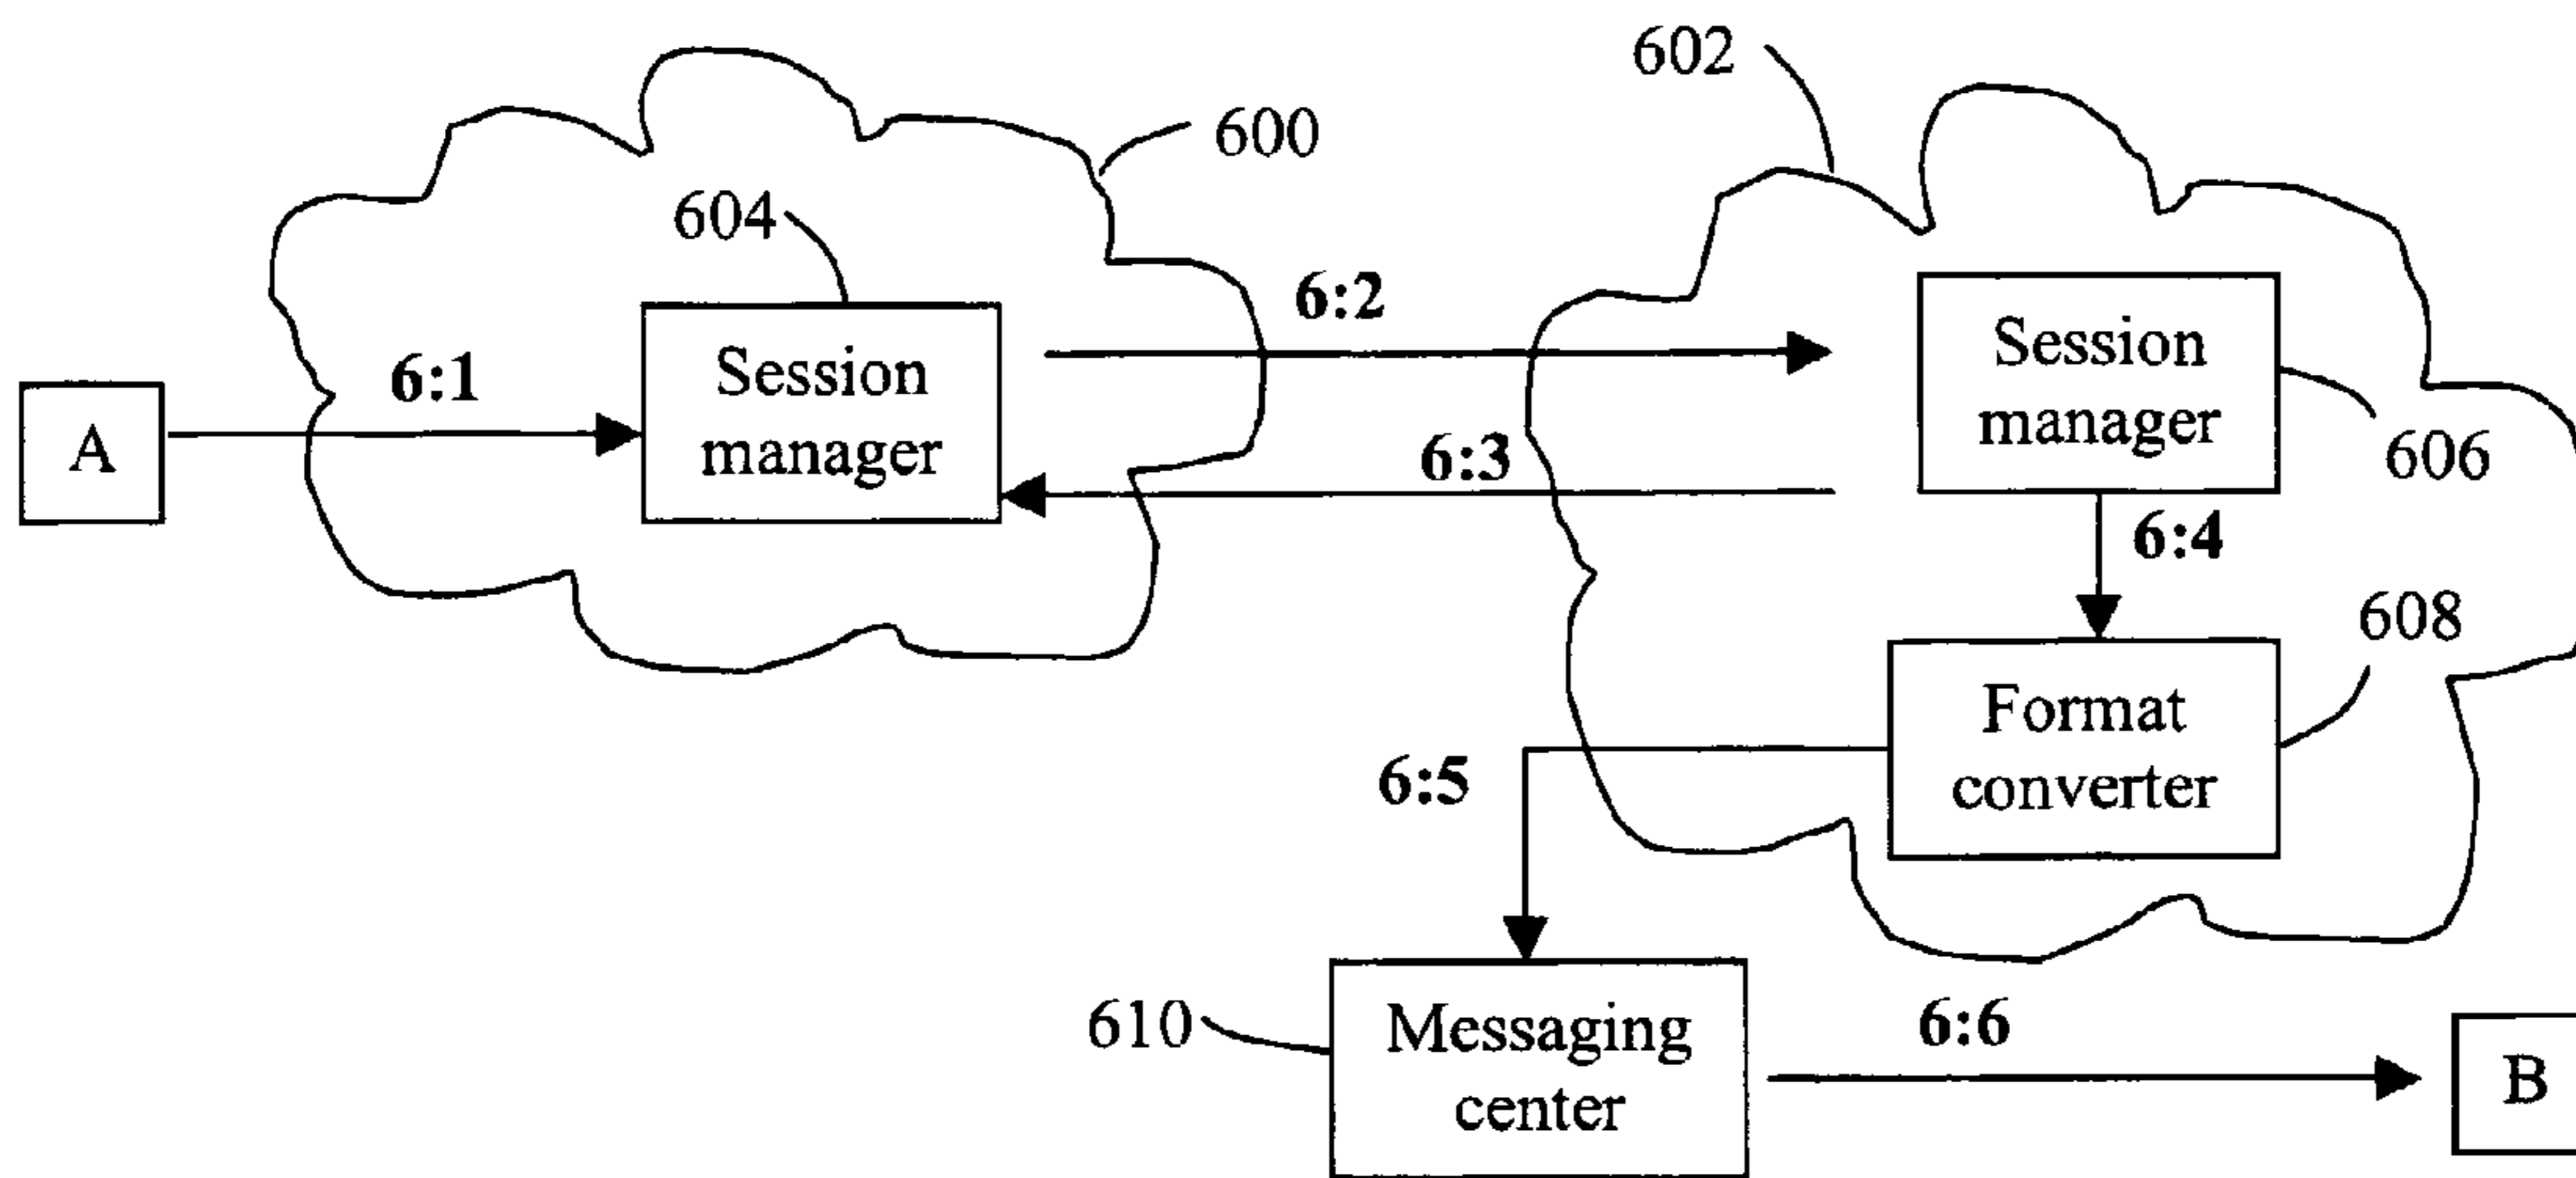 602
600
604
6:2
Session
manager
6:1
Session
manager
A
6:3
606
6:4
608
Format
converter
6:5
610
Messaging
center
6:6
B